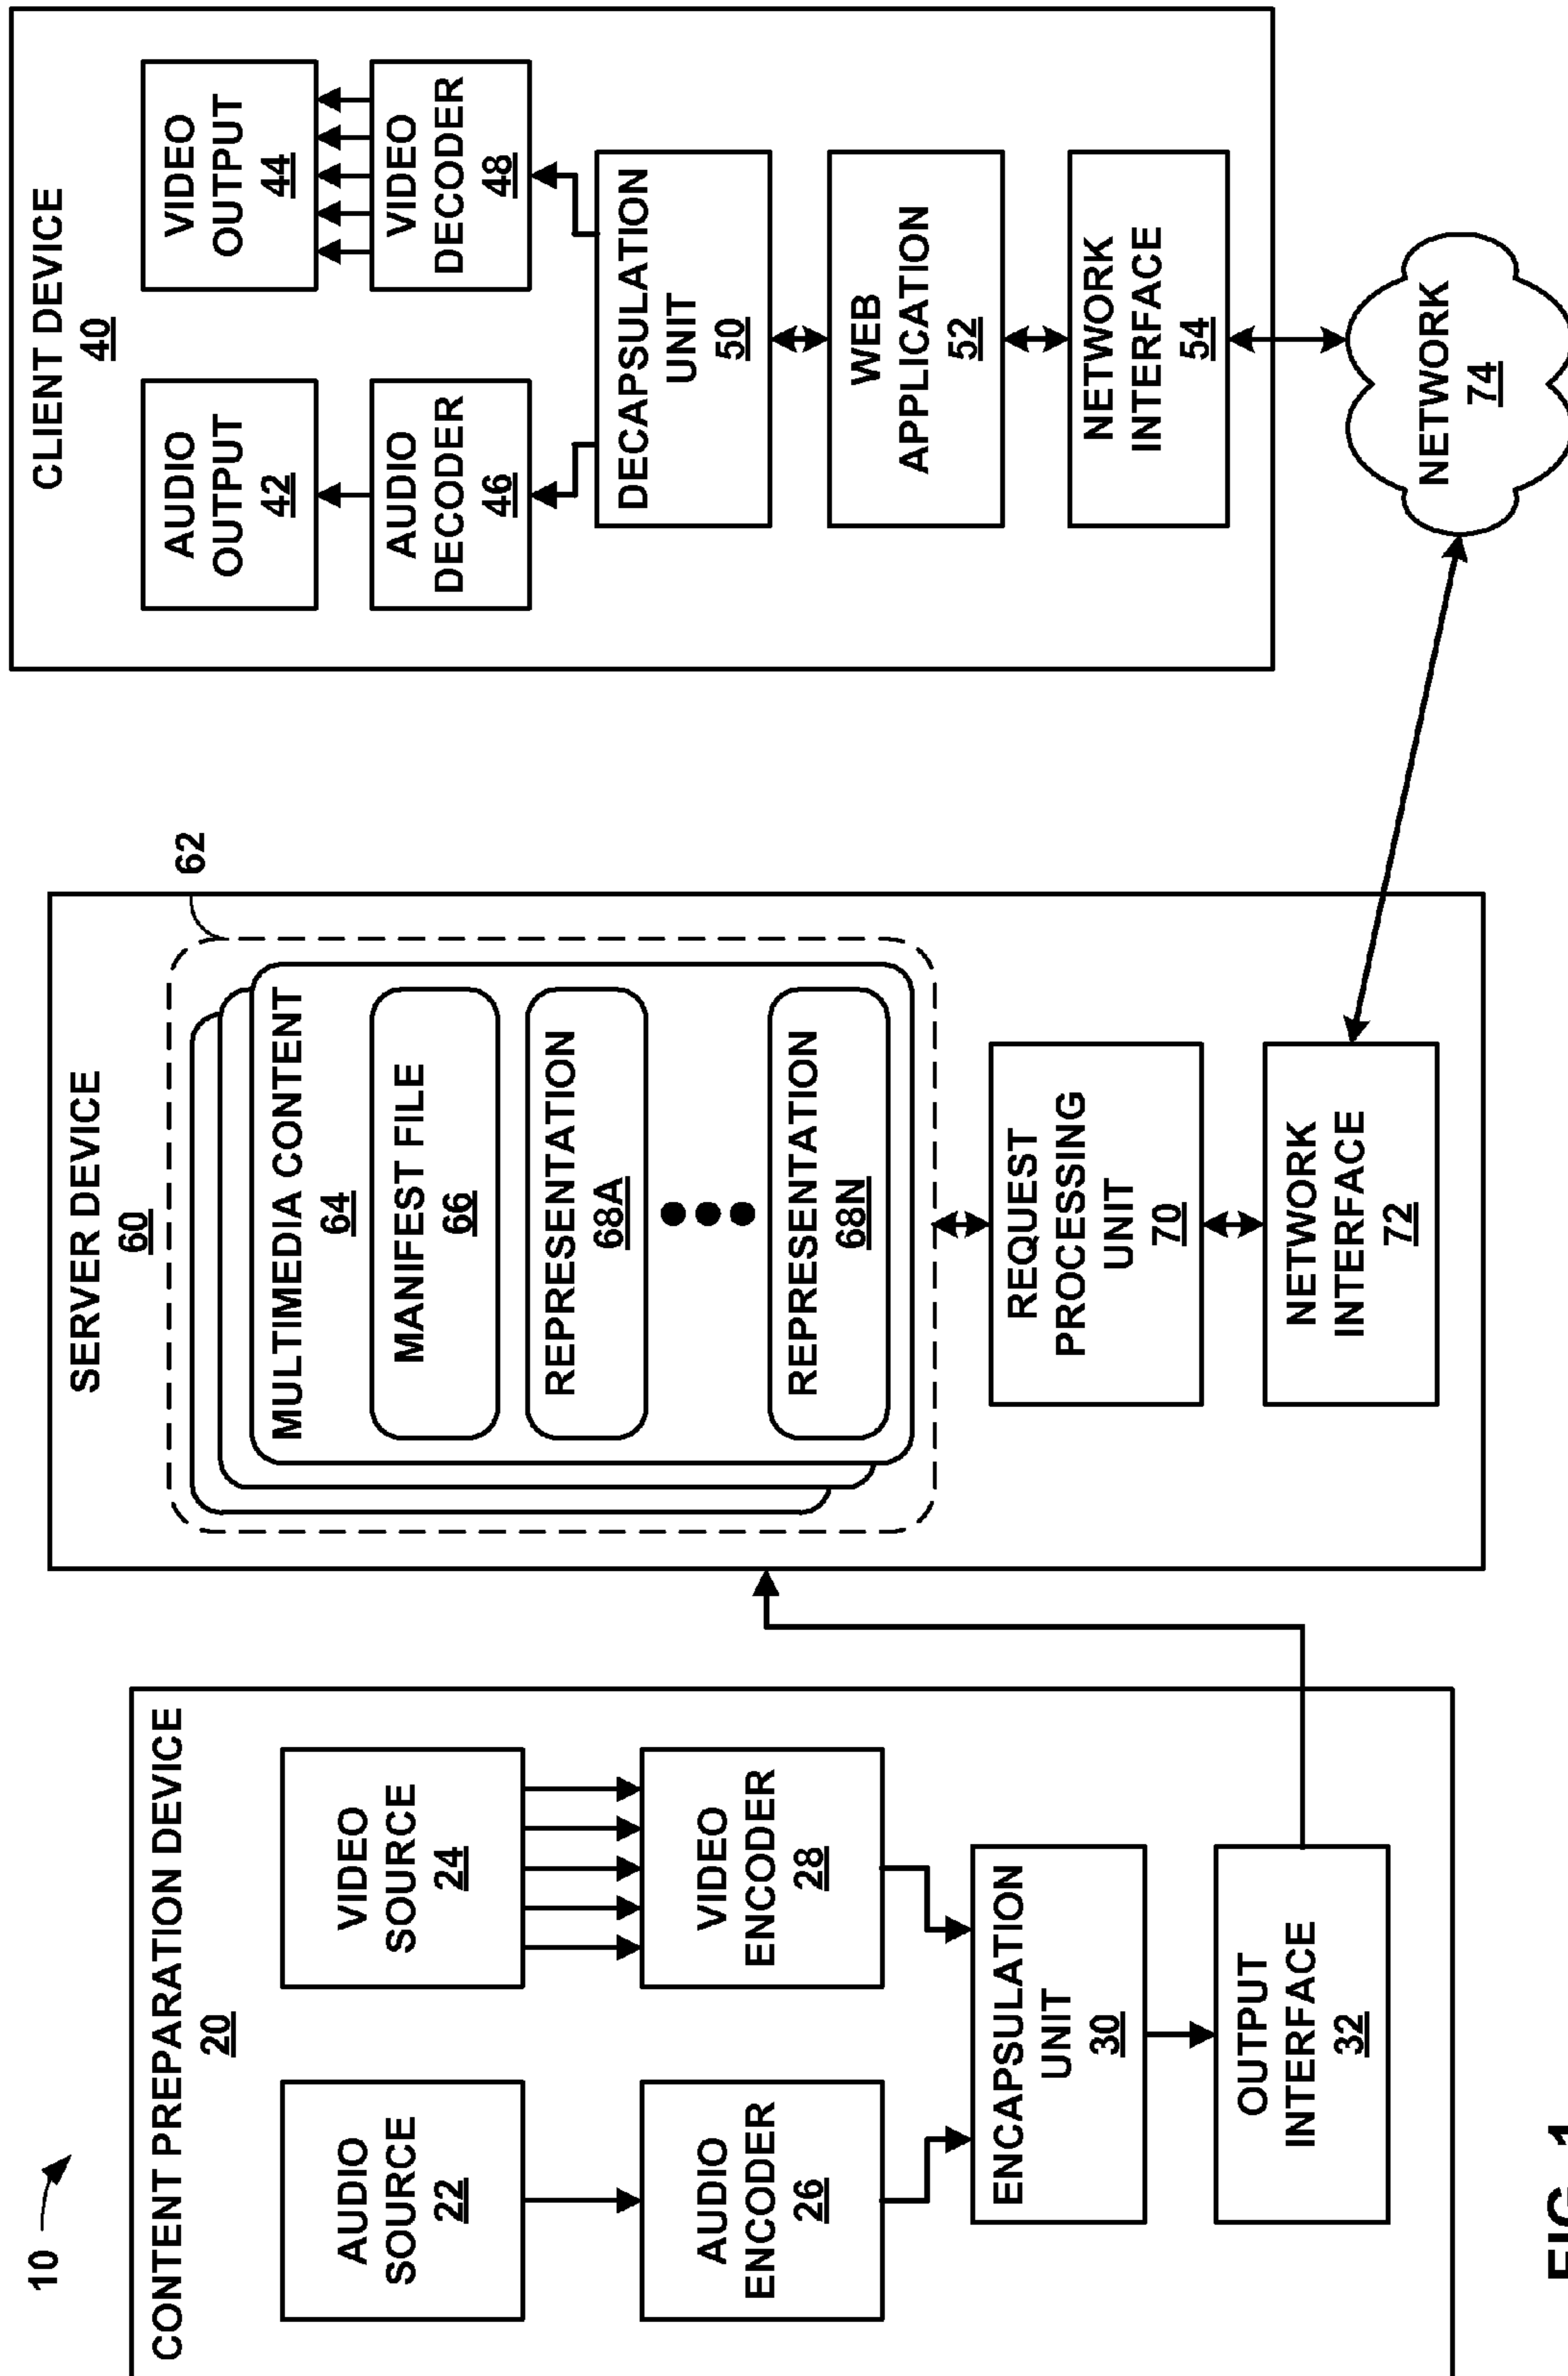 10
CONTENT PREPARATION DEVICE
20
AUDIO
SOURCE
22
VIDEO
SOURCE
24
AUDIO
ENCODER
26
VIDEO
ENCODER
28
ENCAPSULATION
UNIT
30
OUTPUT
INTERFACE
32
SERVER DEVICE
60
62
MULTIMEDIA CONTENT
64
MANIFEST FILE
66
REPRESENTATION
68A
REPRESENTATION
68N
REQUEST
PROCESSING
UNIT
70
NETWORK
INTERFACE
72
CLIENT DEVICE
40
AUDIO
OUTPUT
42
VIDEO
OUTPUT
44
AUDIO
DECODER
46
VIDEO
DECODER
48
DECAPSULATION
UNIT
50
WEB
APPLICATION
52
NETWORK
INTERFACE
54
NETWORK
74
FIG. 1